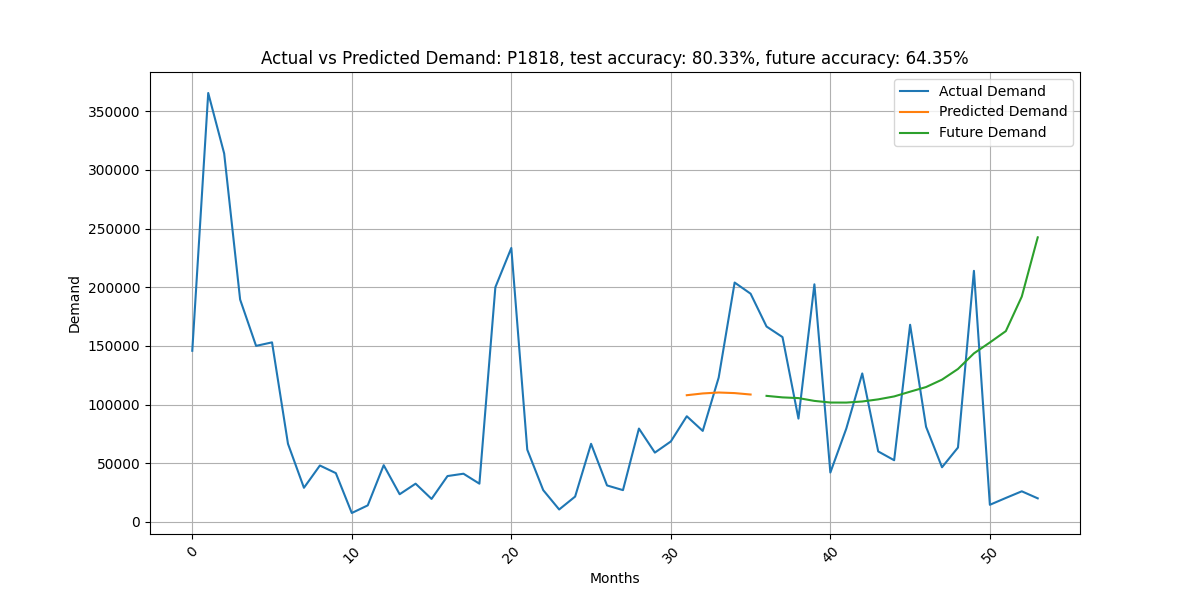 Actual vs Predicted Demand: P1818, test accuracy: 80.33%, future accuracy: 64.35%
Actual Demand
Predicted Demand
Future Demand
350000
300000
250000
200000
150000
100000
50000
0
Demand
0
10
20
30
40
50
Months